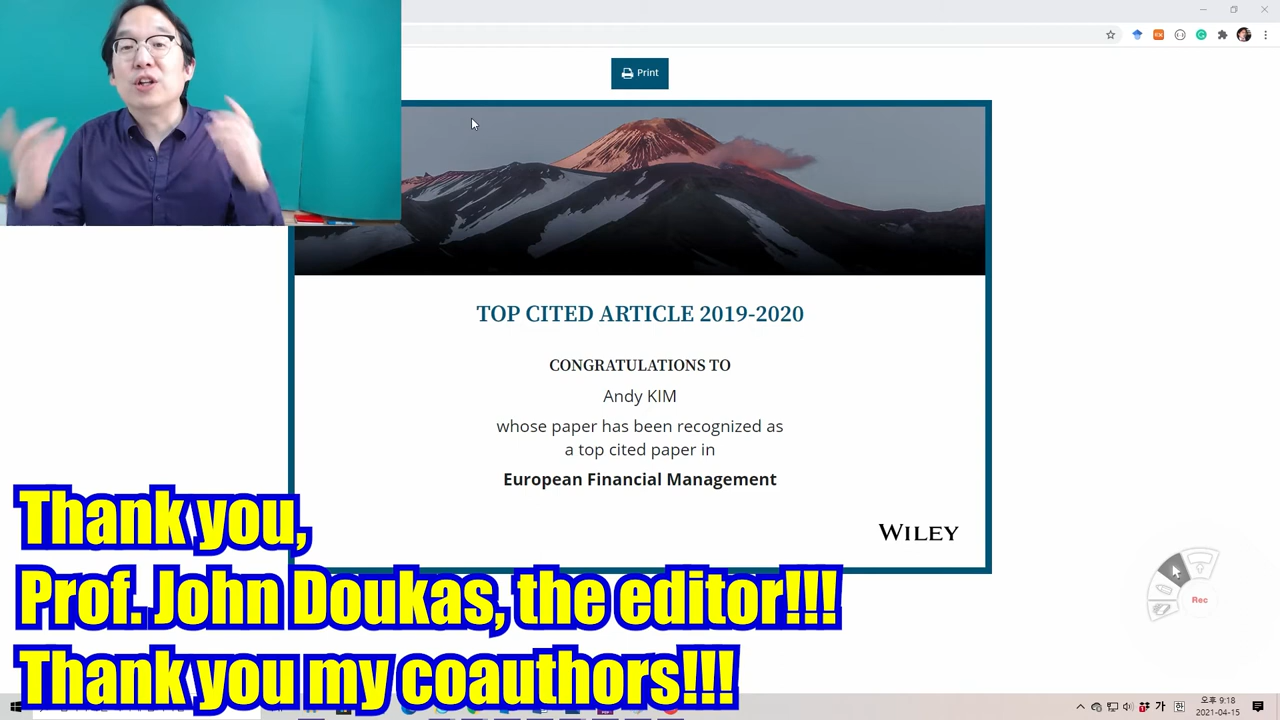 Print
TOP CITED ARTICLE 2019-2020
CONGRATULATIONS TO
Andy KIM
whose paper has been recognized as
a top cited paper in
European Financial Management
WILEY
Thank you,
Prof. John Doukas, the editor!!!
Thank you my coauthors!!!
Rec
가
오후 9:18
2021-04-15